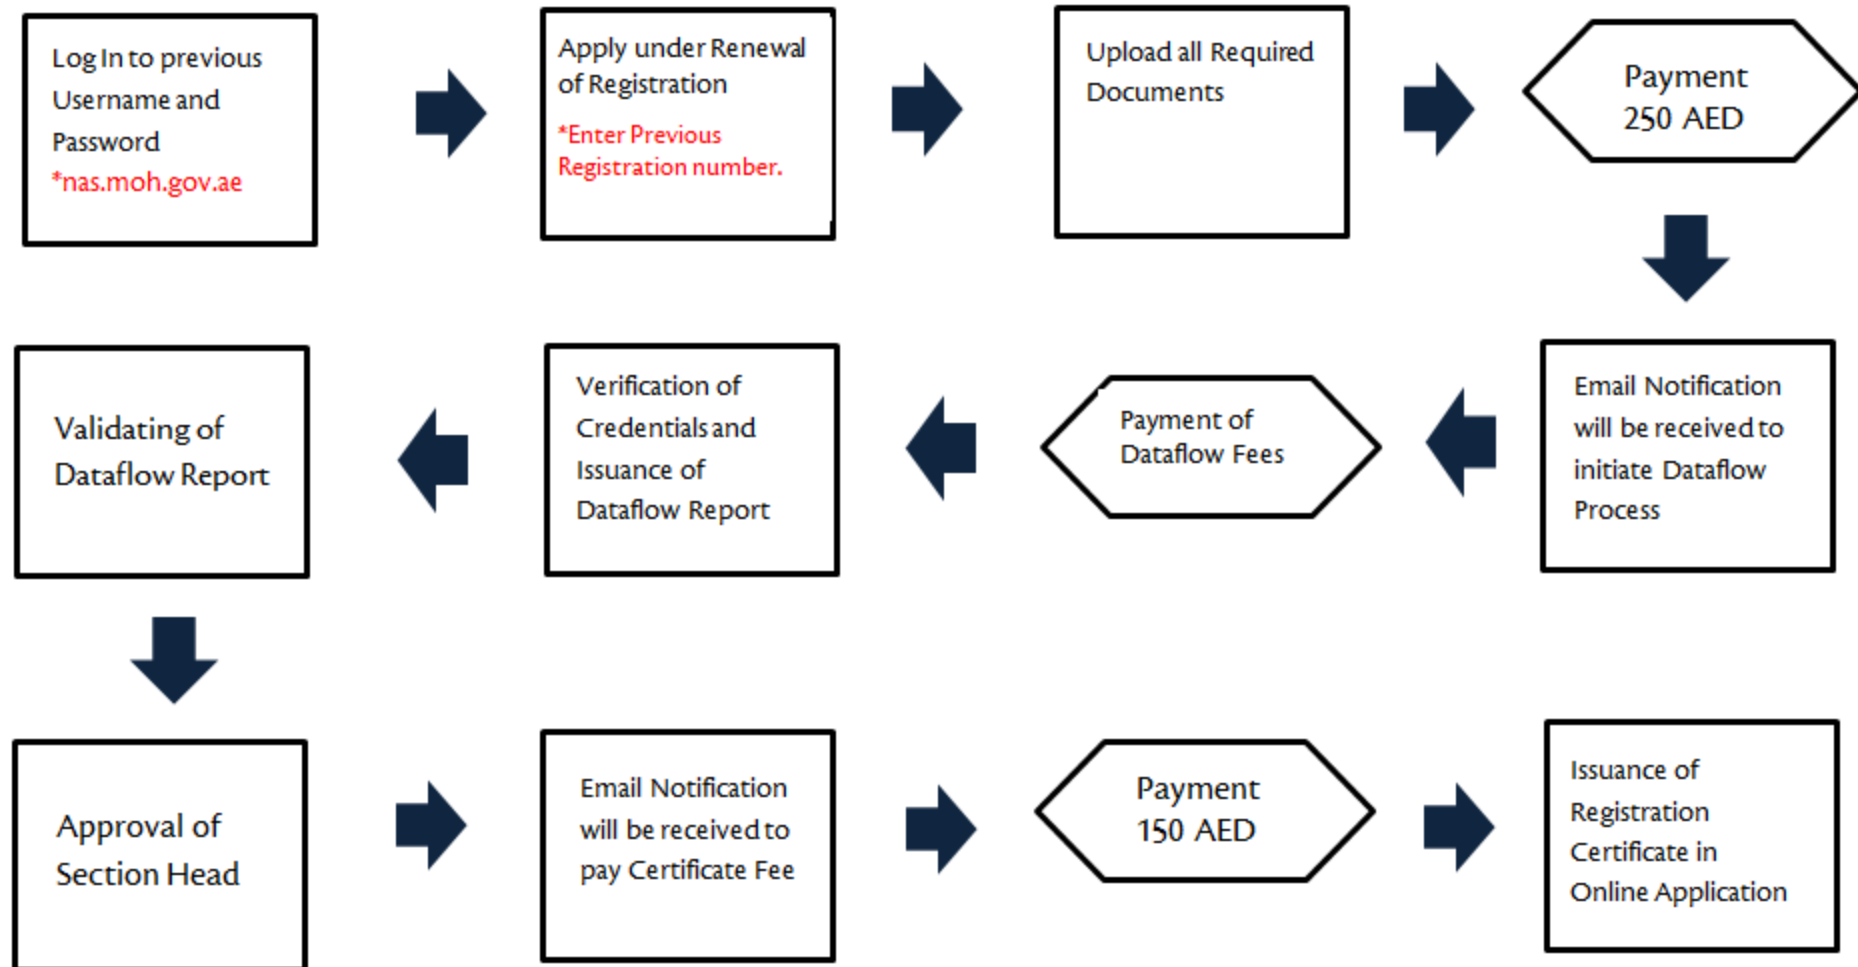 Log In to previous
Username and
Password
*nas.moh.gov.ae
Apply under Renewal
of Registration
*Enter Previous
Registration number.
Upload all Required
Documents
Payment
250 AED
Email Notification
will be received to
initiate Dataflow
Process
Payment of
Dataflow Fees
Verification of
Credentials and
Issuance of
Dataflow Report
Validating of
Dataflow Report
Approval of
Section Head
Email Notification
will be received to
pay Certificate Fee
Payment
150 AED
Issuance of
Registration
Certificate in
Online Application